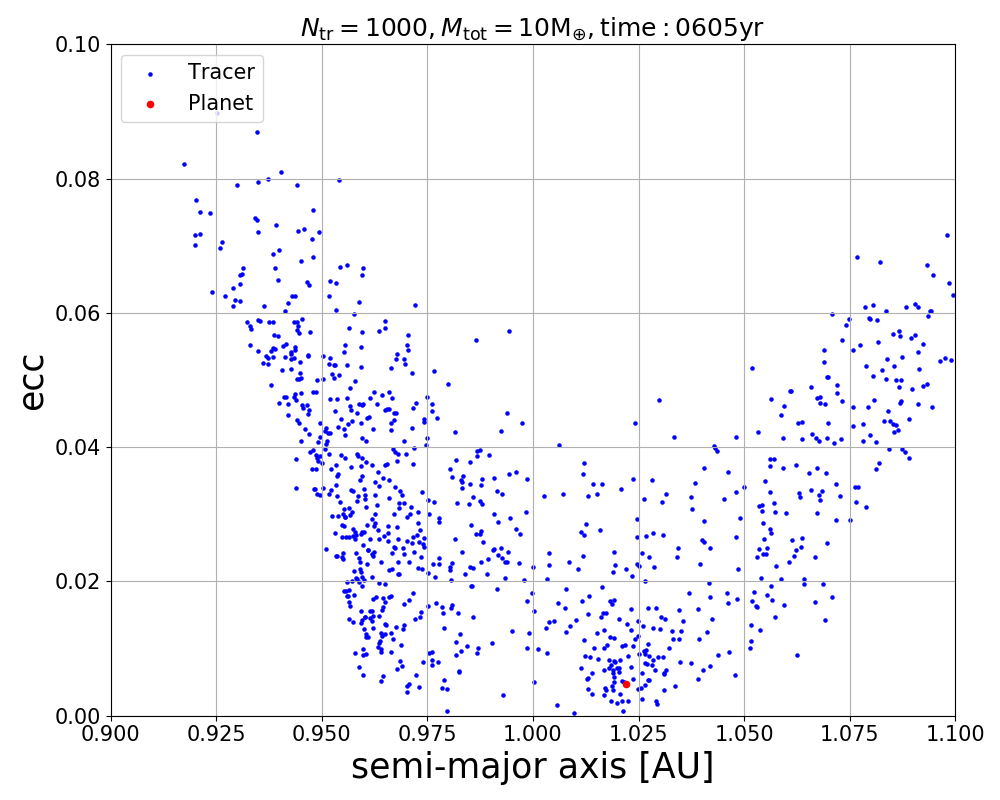 N_tr = 1000, M_tot = 10M_⊕, time : 0605yr
0.10
Tracer
Planet
0.08
0.06
ecc
0.04
0.02
0.00
0.900 0.925 0.950 0.975 1.000 1.025 1.050 1.075 1.100
semi-major axis [AU]